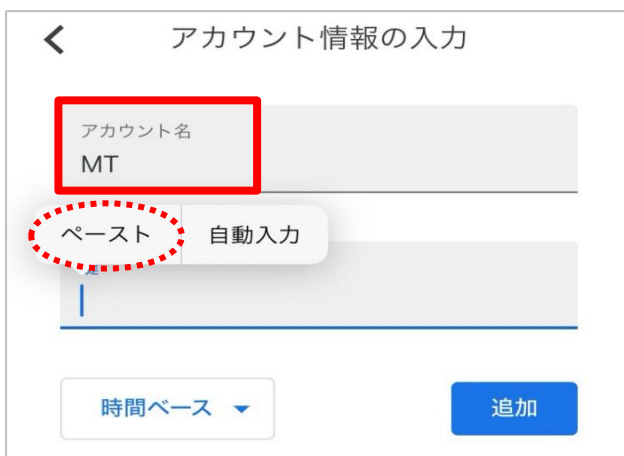 アカウント情報の入力
アカウント名
MT
ペースト 自動入力
時間ベース
追加